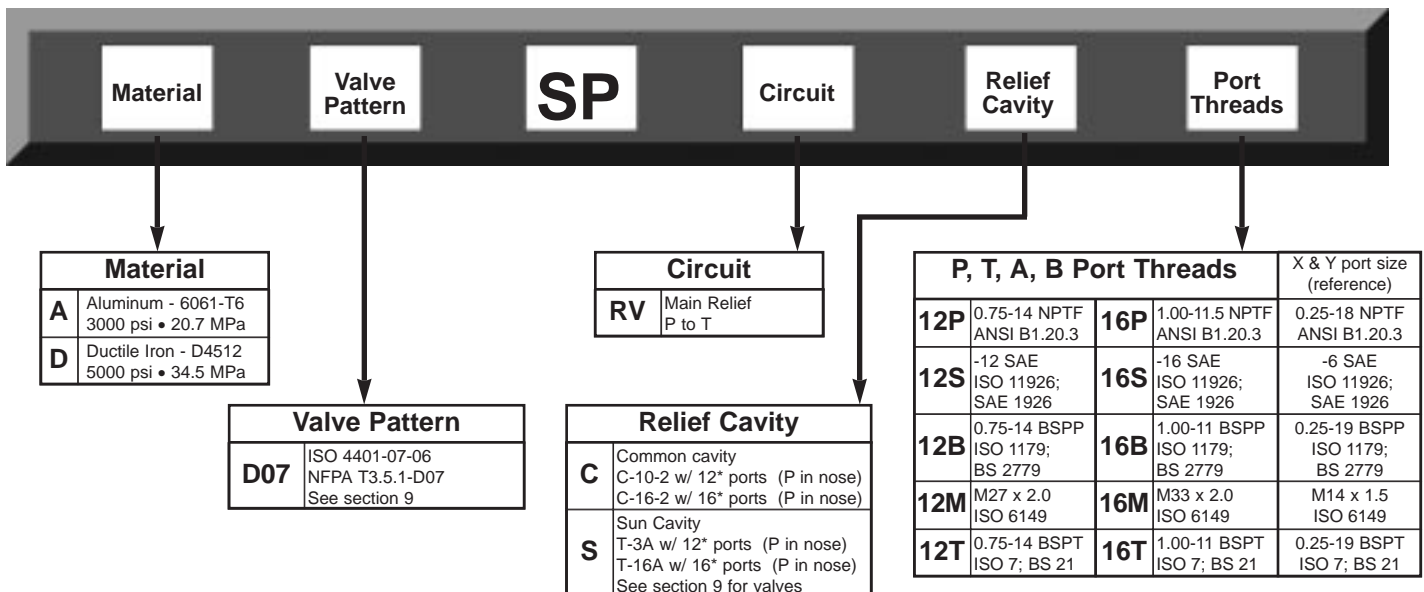 Material
Valve
Pattern
SP
Circuit
Relief
Cavity
Port
Threads
Material
A
Aluminum - 6061-T6
3000 psi • 20.7 MPa
D
Ductile Iron - D4512
5000 psi • 34.5 MPa
Valve Pattern
D07
ISO 4401-07-06
NFPA T3.5.1-D07
See section 9
Circuit
RV
Main Relief
P to T
Relief Cavity
C
Common cavity
C-10-2 w/ 12* ports (P in nose)
C-16-2 w/ 16* ports (P in nose)
S
Sun Cavity
T-3A w/ 12* ports (P in nose)
T-16A w/ 16* ports (P in nose)
See section 9 for valves
P, T, A, B Port Threads
X & Y port size
(reference)
12P
0.75-14 NPTF
ANSI B1.20.3
16P
1.00-11.5 NPTF
ANSI B1.20.3
0.25-18 NPTF
ANSI B1.20.3
12S
-12 SAE
ISO 11926;
SAE 1926
16S
-16 SAE
ISO 11926;
SAE 1926
-6 SAE
ISO 11926;
SAE 1926
12B
0.75-14 BSPP
ISO 1179;
BS 2779
16B
1.00-11 BSPP
ISO 1179;
BS 2779
0.25-19 BSPP
ISO 1179;
BS 2779
12M
M27 x 2.0
ISO 6149
16M
M33 x 2.0
ISO 6149
M14 x 1.5
ISO 6149
12T
0.75-14 BSPT
ISO 7; BS 21
16T
1.00-11 BSPT
ISO 7; BS 21
0.25-19 BSPT
ISO 7; BS 21